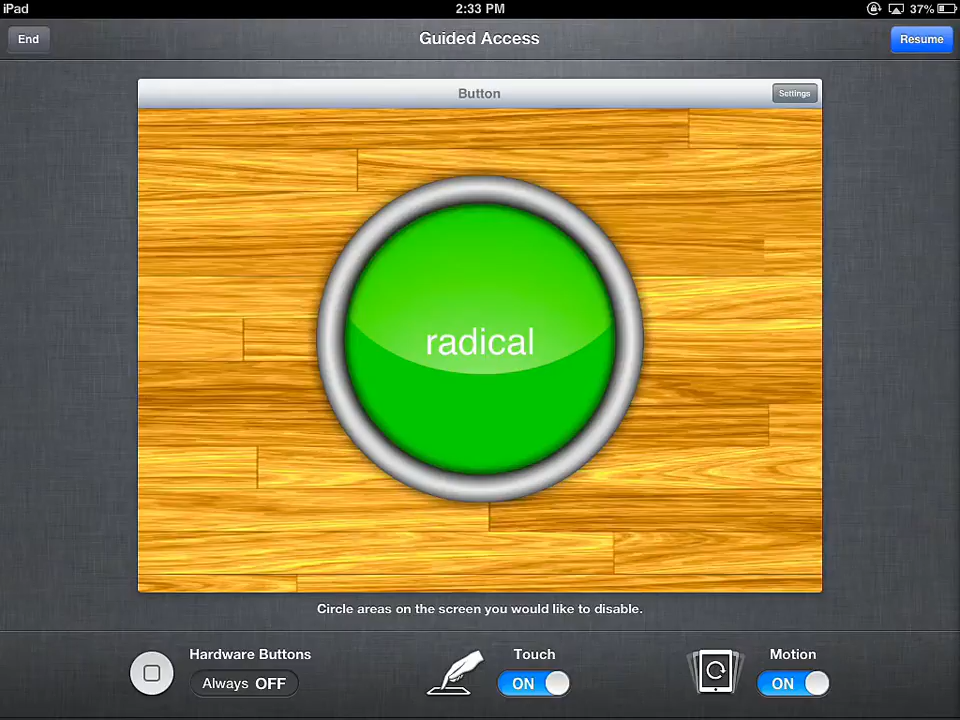 iPad 2:33 PM 37%
End Guided Access Resume
Button Settings
radical
Circle areas on the screen you would like to disable.
Hardware Buttons Touch Motion
Always OFF ON ON